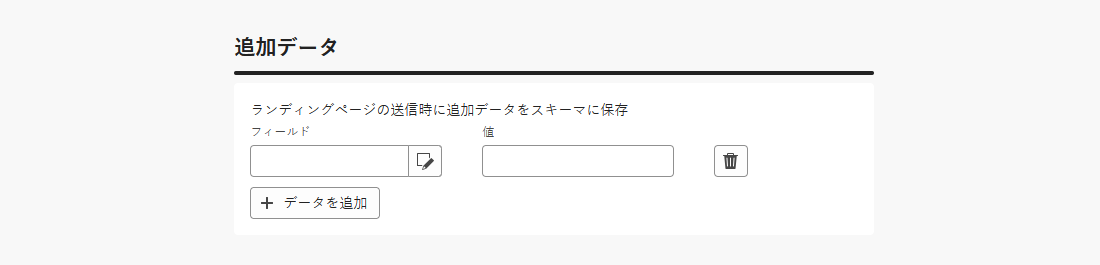 追加データ
ランディングページの送信時に追加データをスキーマに保存
フィールド
値
データを追加